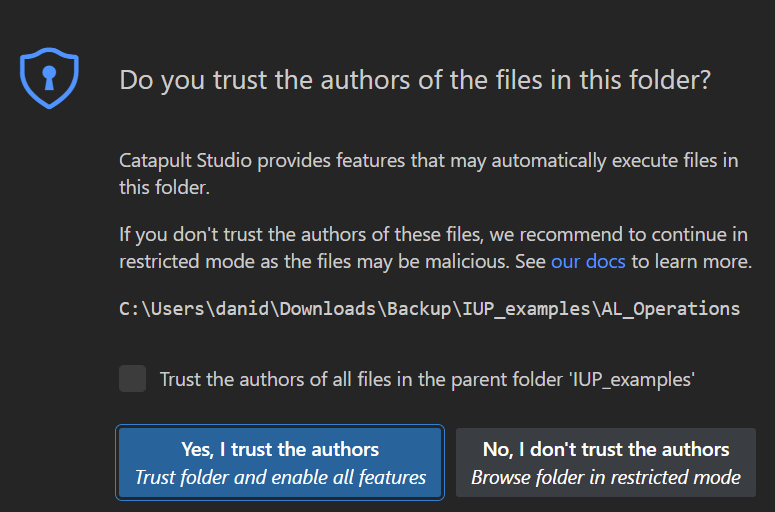 Do you trust the authors of the files in this folder?
Catapult Studio provides features that may automatically execute files in
this folder.
If you don't trust the authors of these files, we recommend to continue in
restricted mode as the files may be malicious. See our docs to learn more.
C:\Users\danid\Downloads\Backup\IUP_examples\AL_Operations
Trust the authors of all files in the parent folder 'IUP_examples'
Yes, I trust the authors
Trust folder and enable all features
No, I don't trust the authors
Browse folder in restricted mode